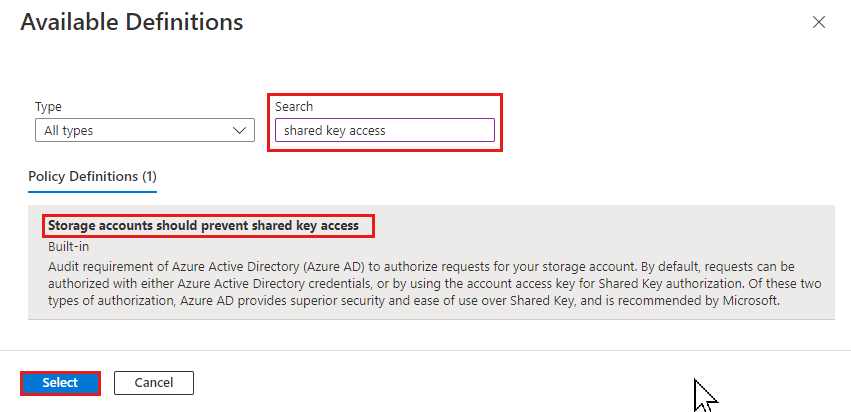 Available Definitions
Type
Search
All types
shared key access
Policy Definitions (1)
Storage accounts should prevent shared key access
Built-in
Audit requirement of Azure Active Directory (Azure AD) to authorize requests for your storage account. By default, requests can be
authorized with either Azure Active Directory credentials, or by using the account access key for Shared Key authorization. Of these two
types of authorization, Azure AD provides superior security and ease of use over Shared Key, and is recommended by Microsoft.
Select
Cancel